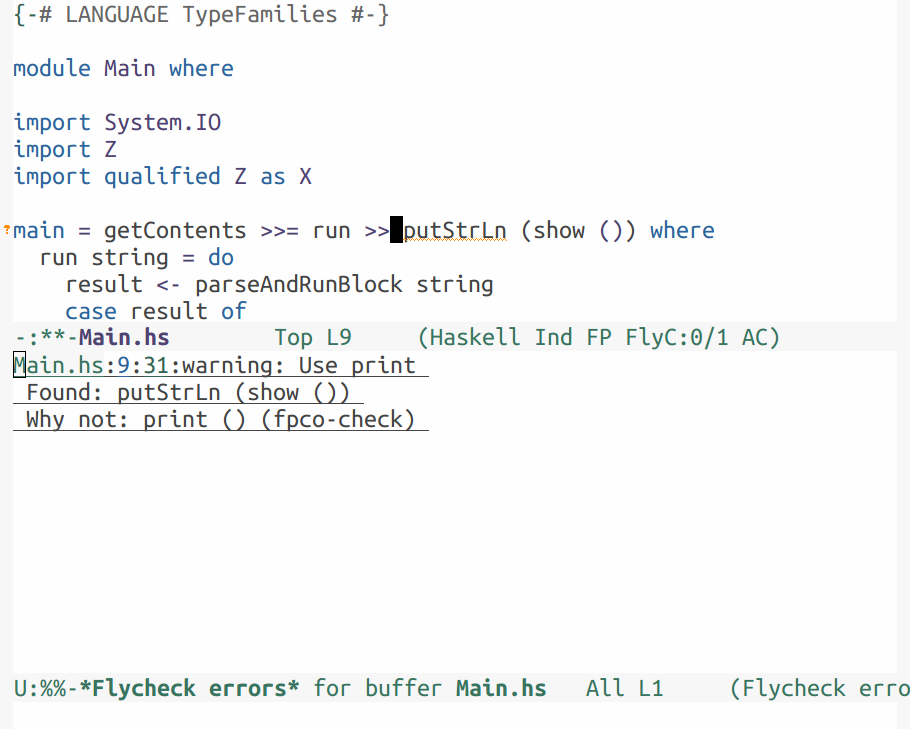 {-# LANGUAGE TypeFamilies #-}
module Main where
import System.IO
import Z
import qualified Z as X
?main = getContents >>= run >> putStrLn (show ()) where
run string = do
result <- parseAndRunBlock string
case result of
-:**-Main.hs Top L9 (Haskell Ind FP FlyC:0/1 AC)
Main.hs:9:31:warning: Use print
Found: putStrLn (show ())
Why not: print () (fpco-check)
U:%%-*Flycheck errors* for buffer Main.hs All L1 (Flycheck erro